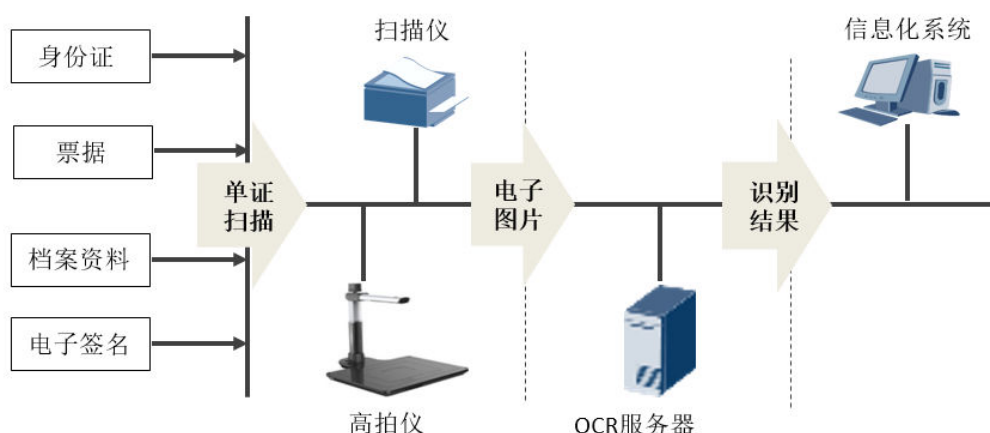 身份证
票据
档案资料
电子签名
单证
扫描
扫描仪
高拍仪
电子
图片
OCR服务器
识别
结果
信息化系统